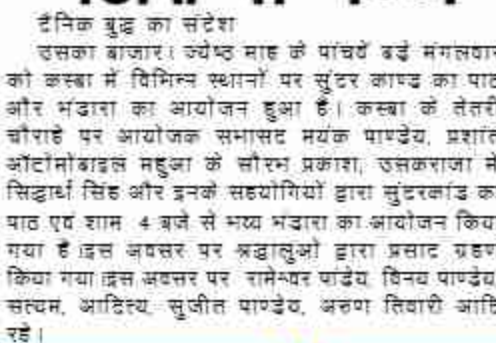 दैनिक बुद्ध का संदेश
उसका बाजार। ज्येष्ठ माह के पांचवें बड़े मंगलवार
को कस्बा में विभिन्न स्थानों पर सुंदर काण्ड का पाठ
और भंडारा का आयोजन हुआ है। कस्बा के तेतरी
चौराहे पर आयोजक सभासद मयंक पाण्डेय, प्रशांत
ऑटोमोबाइल महुआ के सौरभ प्रकाश, उसकाराजा में
सिद्धार्थ सिंह और इनके सहयोगियों द्वारा सुंदरकांड का
पाठ एवं शाम 4 बजे से भव्य भंडारा का आयोजन किया
गया है।इस अवसर पर श्रद्धालुओं द्वारा प्रसाद ग्रहण
किया गया।इस अवसर पर रामेश्वर पांडेय, विनय पाण्डेय,
सत्यम, आदित्य, सुजीत पाण्डेय, अरुण तिवारी आदि
रहे।